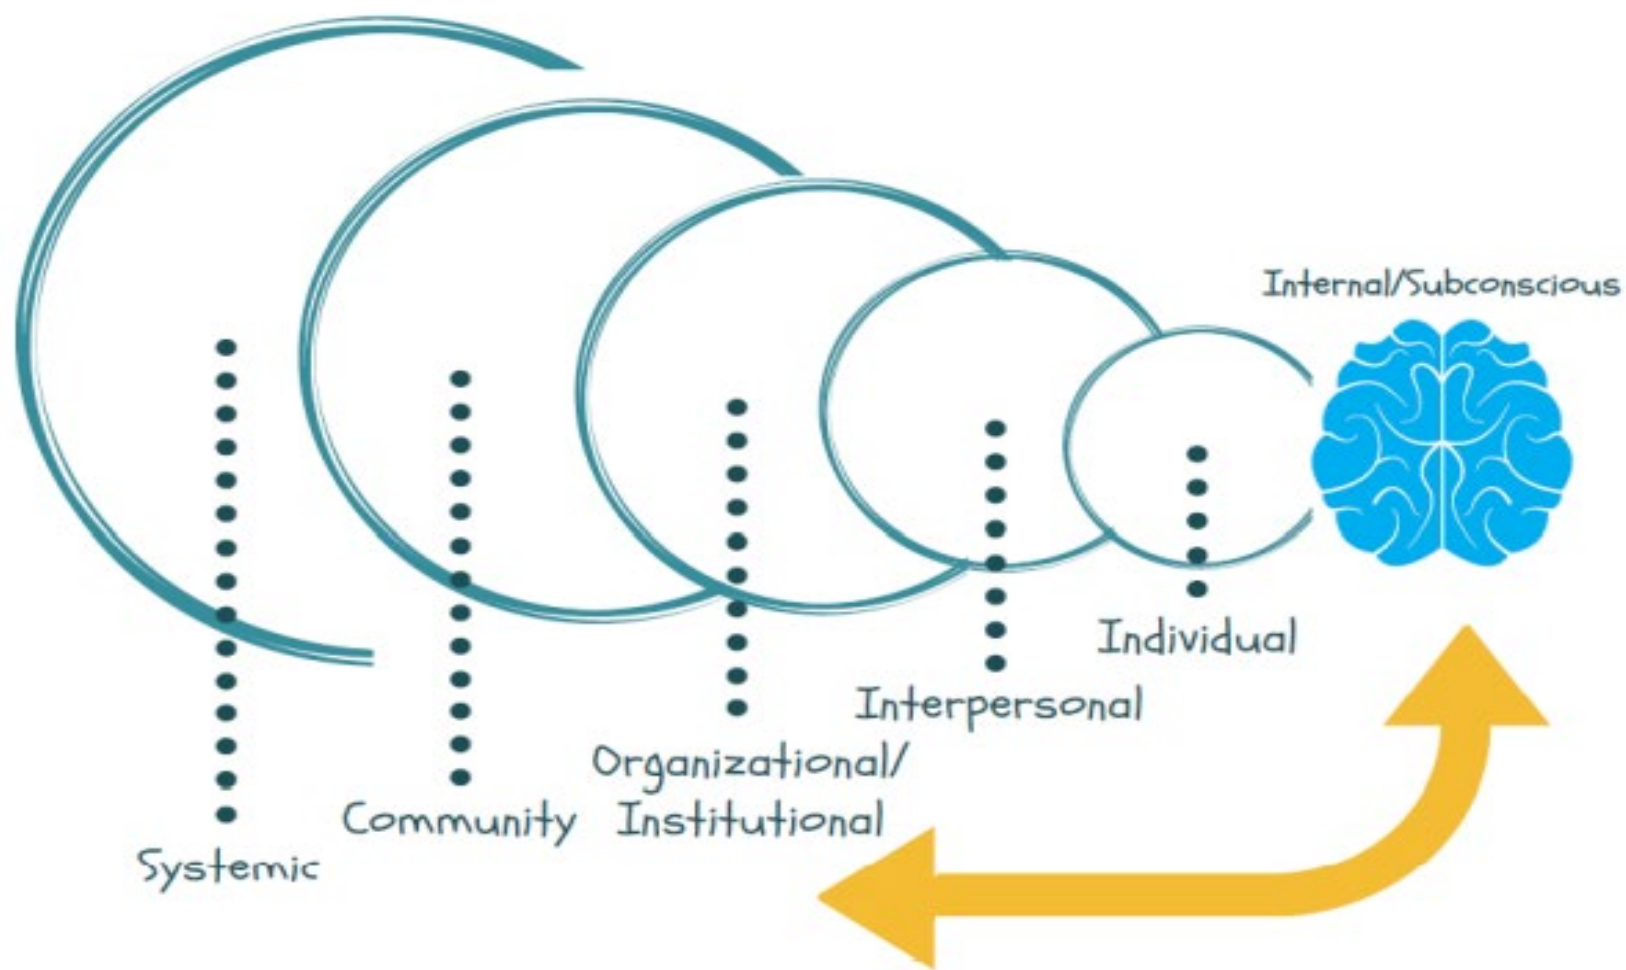 Internal/Subconscious
Individual
Interpersonal
Organizational/
Institutional
Community
Systemic